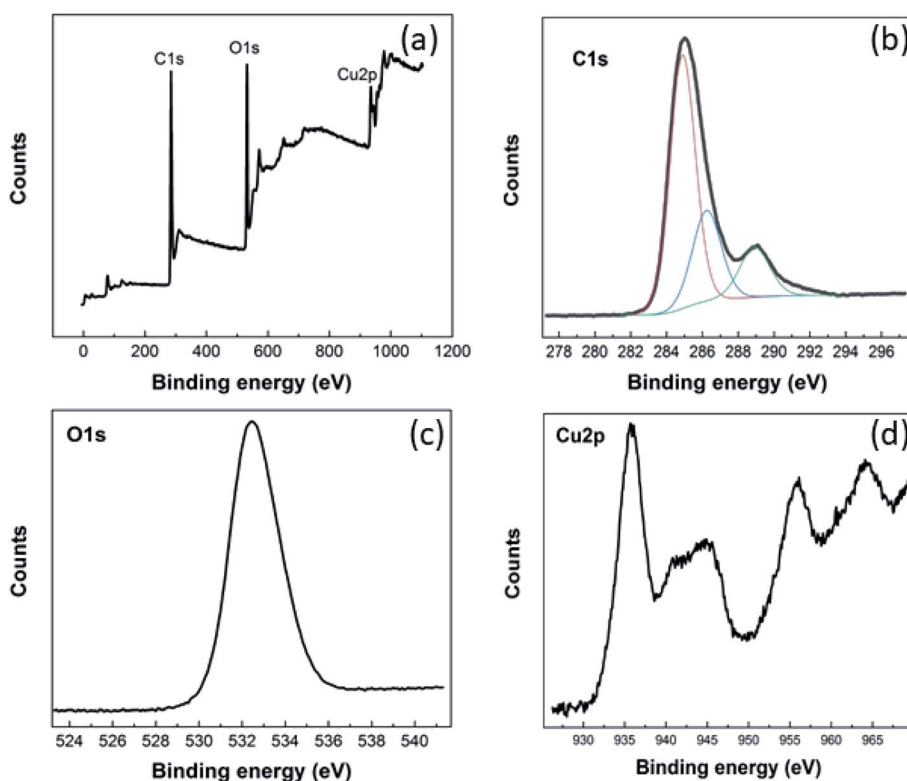 (a)
C1s
O1s
Cu2p
Counts
0 200 400 600 800 1000 1200
Binding energy (eV)
(b)
C1s
Counts
278 280 282 284 286 288 290 292 294 296
Binding energy (eV)
(c)
O1s
Counts
524 526 528 530 532 534 536 538 540
Binding energy (eV)
(d)
Cu2p
Counts
930 935 940 945 950 955 960 965
Binding energy (eV)